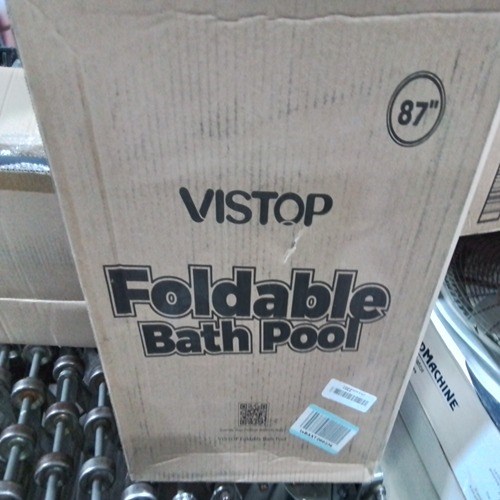 87"
VISTOP
Foldable
Bath Pool
MACHINE